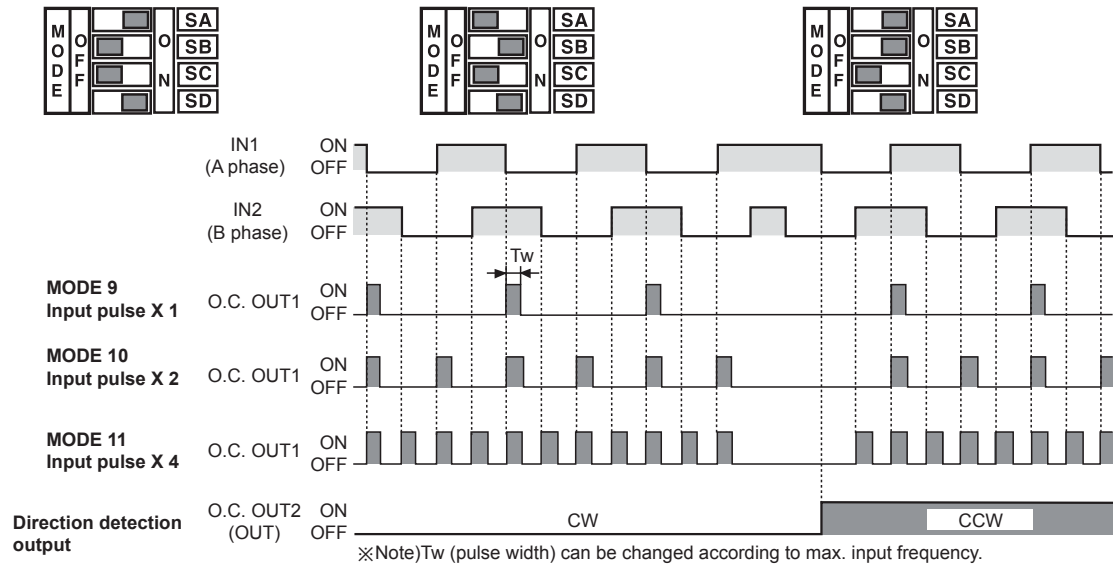 MODE OFF ON SA SB SC SD
MODE OFF ON SA SB SC SD
MODE OFF ON SA SB SC SD
IN1 ON
(A phase) OFF
IN2 ON
(B phase) OFF
Tw
MODE 9 ON
Input pulse X 1 O.C. OUT1 OFF
MODE 10 ON
Input pulse X 2 O.C. OUT1 OFF
MODE 11 ON
Input pulse X 4 O.C. OUT1 OFF
Direction detection output O.C. OUT2 (OUT) ON OFF CW CCW
※Note)Tw (pulse width) can be changed according to max. input frequency.